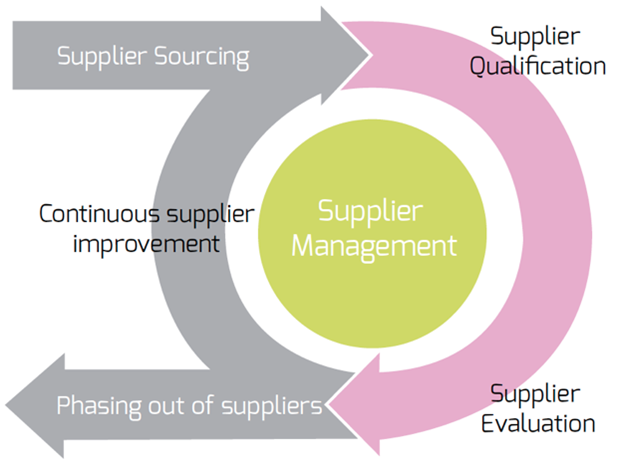 Supplier Sourcing
Supplier
Qualification
Continuous supplier
improvement
Supplier
Management
Phasing out of suppliers
Supplier
Evaluation